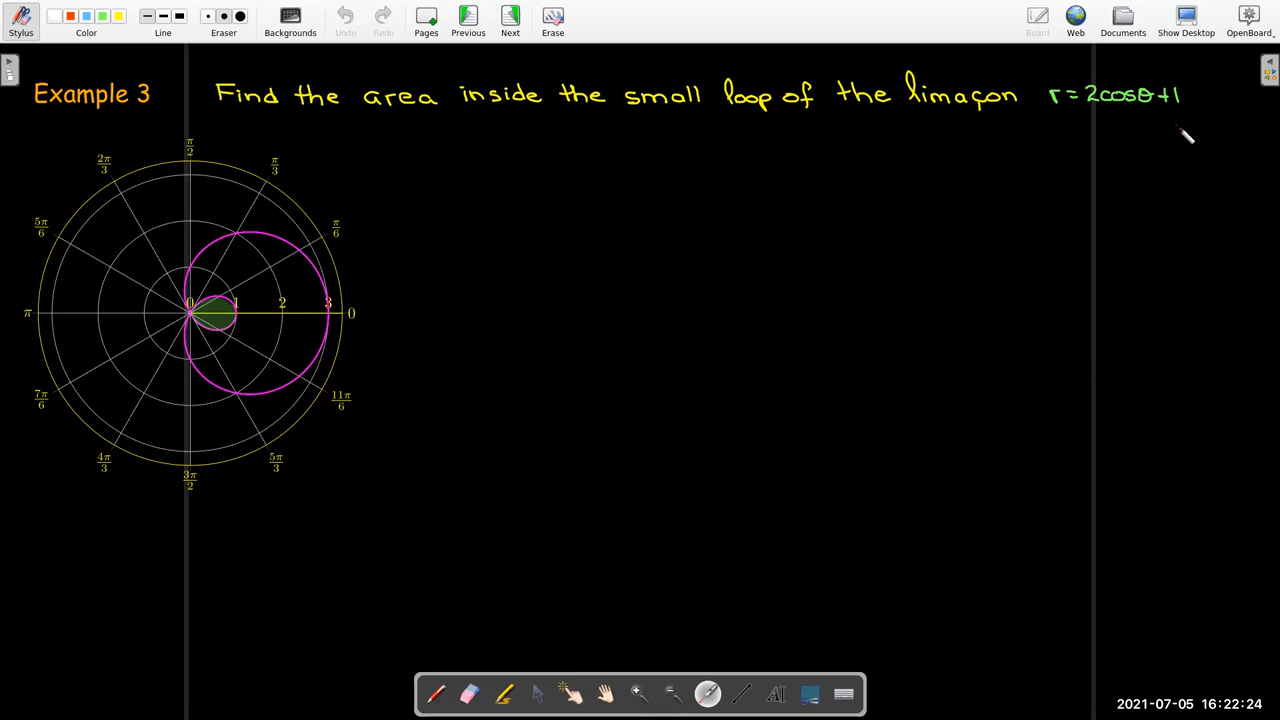 Stylus Color Line Eraser Backgrounds Undo Redo Pages Previous Next Erase Board Web Documents Show Desktop OpenBoard
Example 3 Find the area inside the small loop of the limaçon r = 2cosθ+1
π/2
2π/3 π/3
5π/6 π/6
0 1 2 3
π 0
7π/6 11π/6
4π/3 5π/3
3π/2
AI
2021-07-05 16:22:24